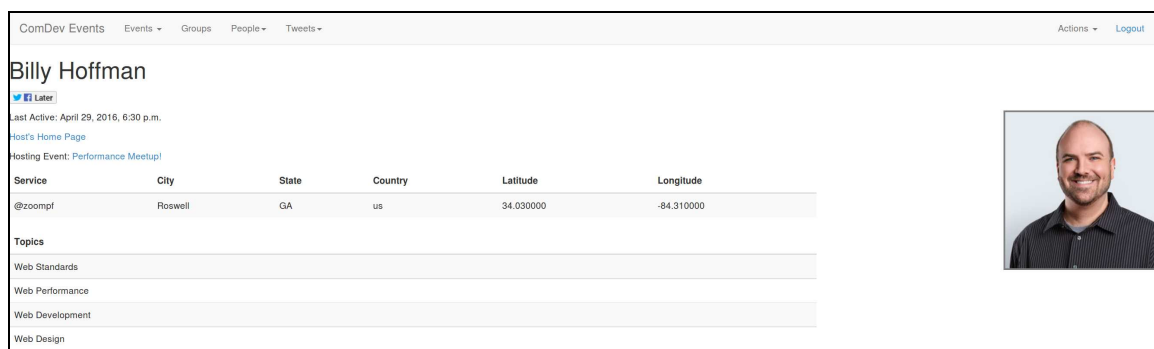 ComDev Events Events Groups People Tweets Actions Logout
Billy Hoffman
Later
Last Active: April 29, 2016, 6:30 p.m.
Host's Home Page
Hosting Event: Performance Meetup!
Service City State Country Latitude Longitude
@zoompf Roswell GA us 34.030000 -84.310000
Topics
Web Standards
Web Performance
Web Development
Web Design